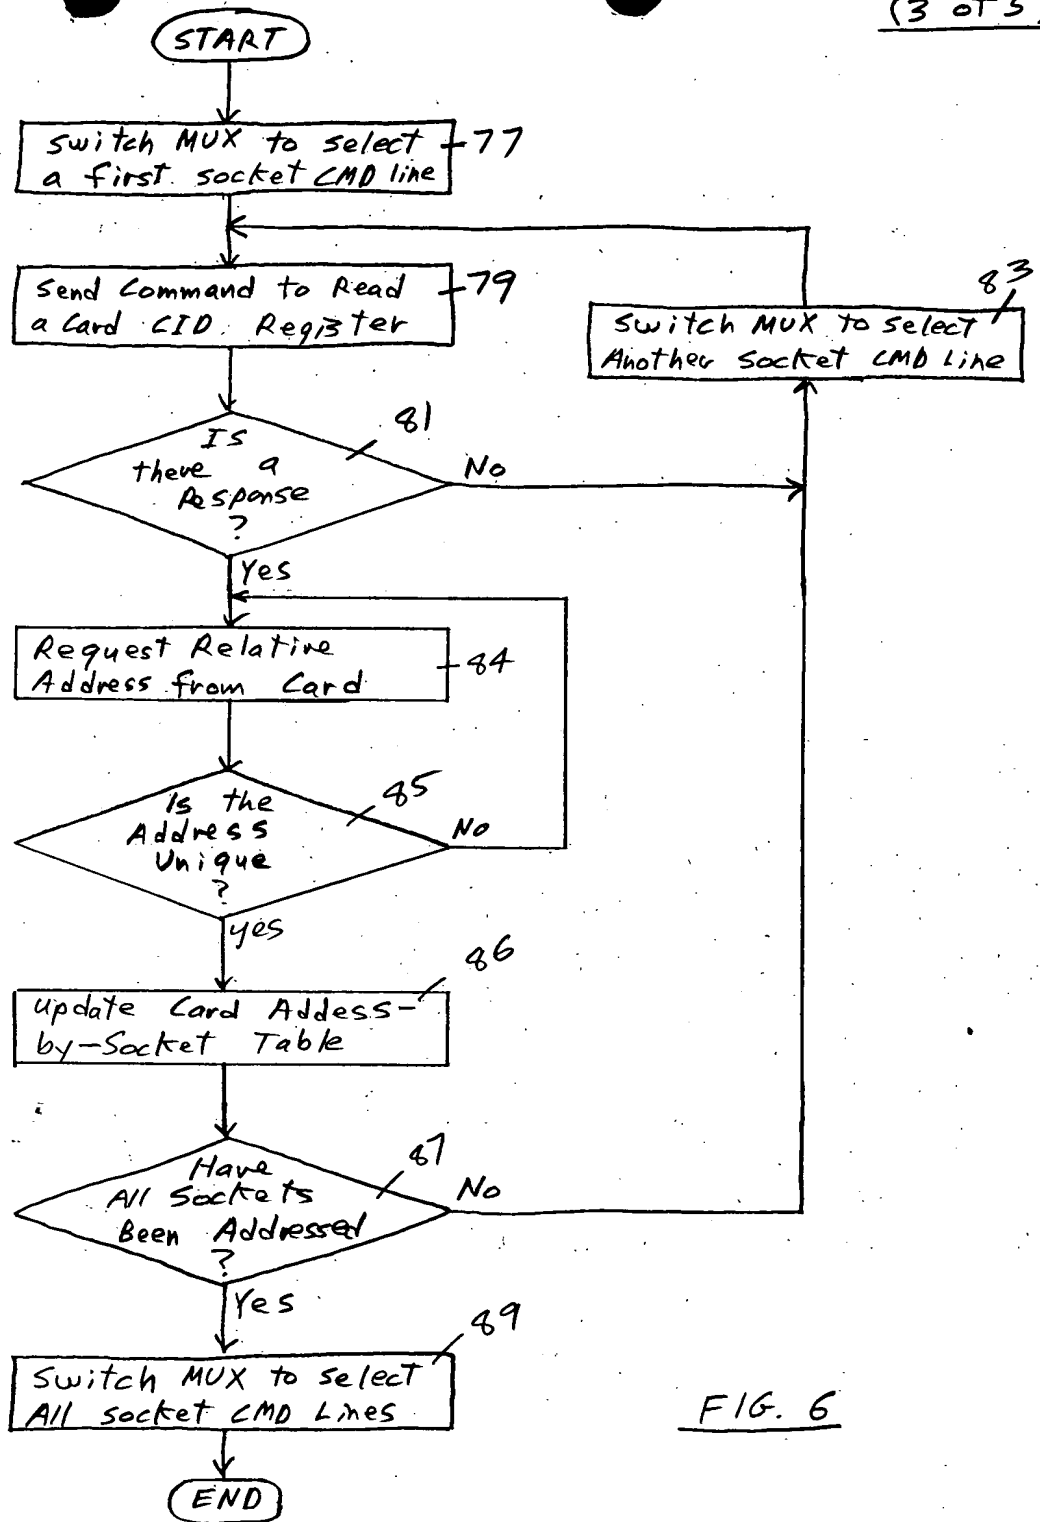 (3 of 5)
START
Switch MUX to select
a first socket CMD line
77
Send Command to Read
a Card CID Register
79
83
Switch MUX to Select
Another Socket CMD Line
81
Is
there a
Response
?
No
Yes
Request Relative
Address from Card
84
85
Is the
Address
Unique
?
No
yes
86
Update Card Addess-
by-Socket Table
87
Have
All Sockets
Been Addressed
?
No
Yes
89
Switch MUX to select
All socket CMD Lines
FIG. 6
END